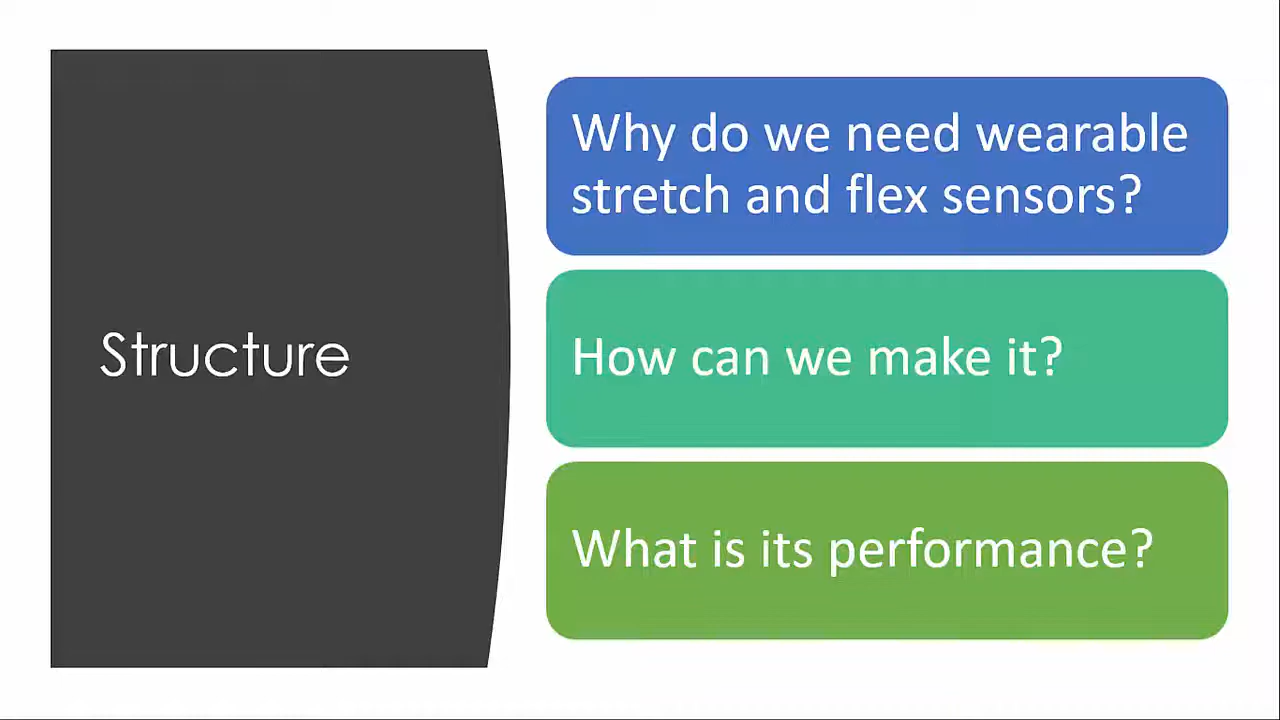 Structure
Why do we need wearable
stretch and flex sensors?
How can we make it?
What is its performance?